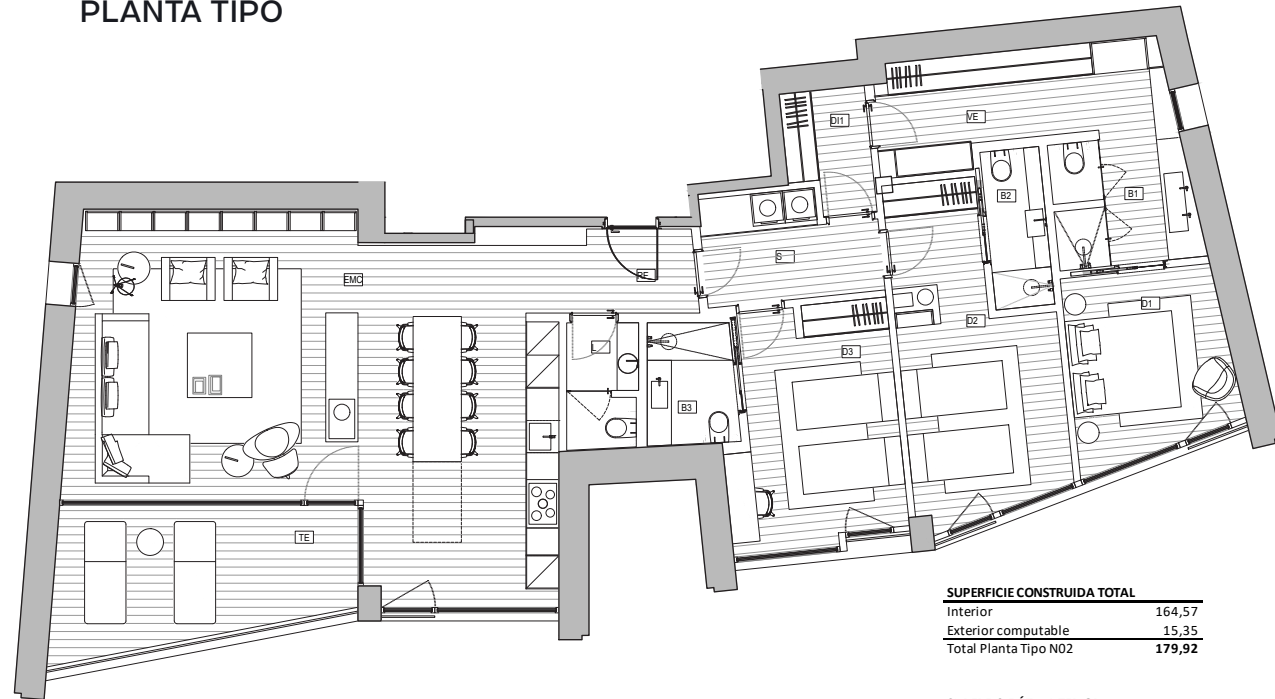 PLANTA TIPO
DI1
VE
B2
B1
S
EMC
RE
D1
D2
D3
B3
TE
SUPERFICIE CONSTRUIDA TOTAL
Interior 164,57
Exterior computable 15,35
Total Planta Tipo N02 179,92